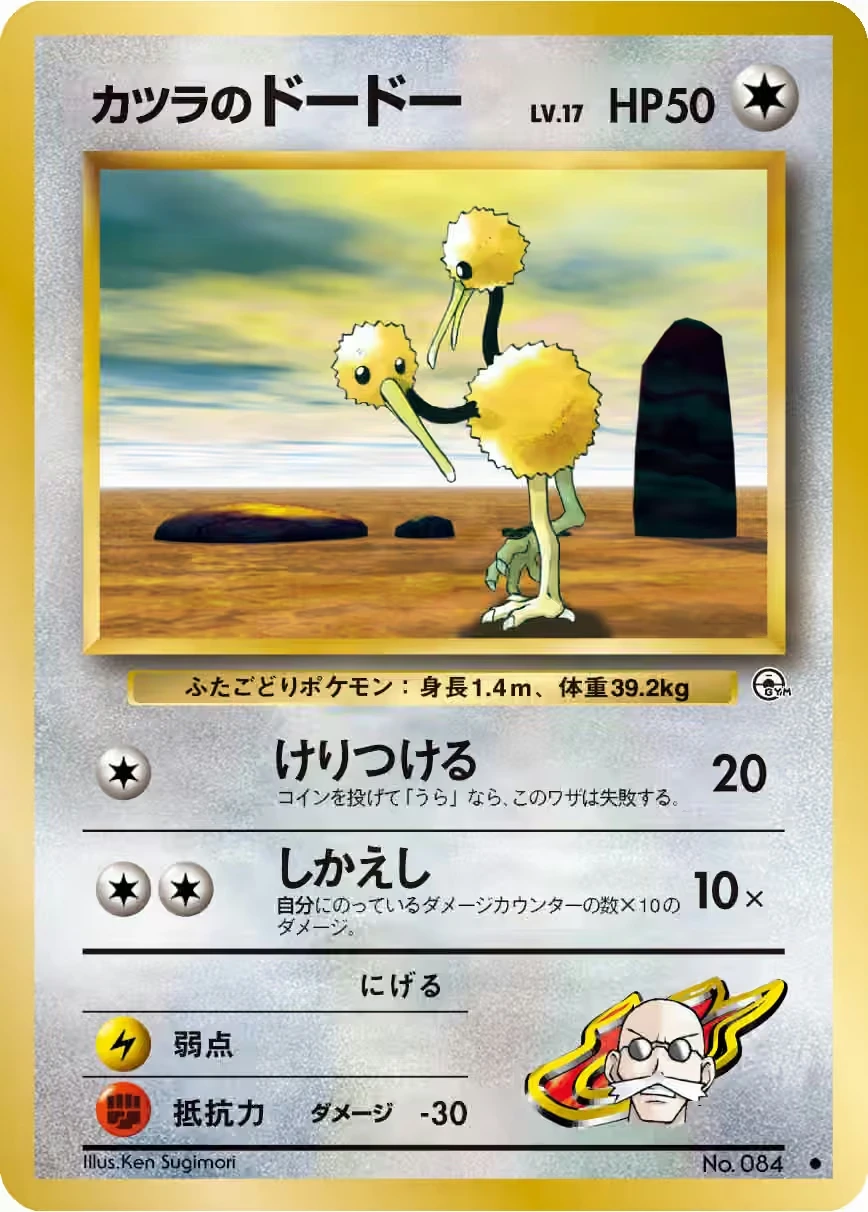 カツラのドードー LV.17 HP50
ふたごどりポケモン：身長1.4m、体重39.2kg
GYM
けりつける 20
コインを投げて「うら」なら、このワザは失敗する。
しかえし 10×
自分にのっているダメージカウンターの数×10の
ダメージ。
にげる
弱点
抵抗力 ダメージ -30
Illus.Ken Sugimori No. 084